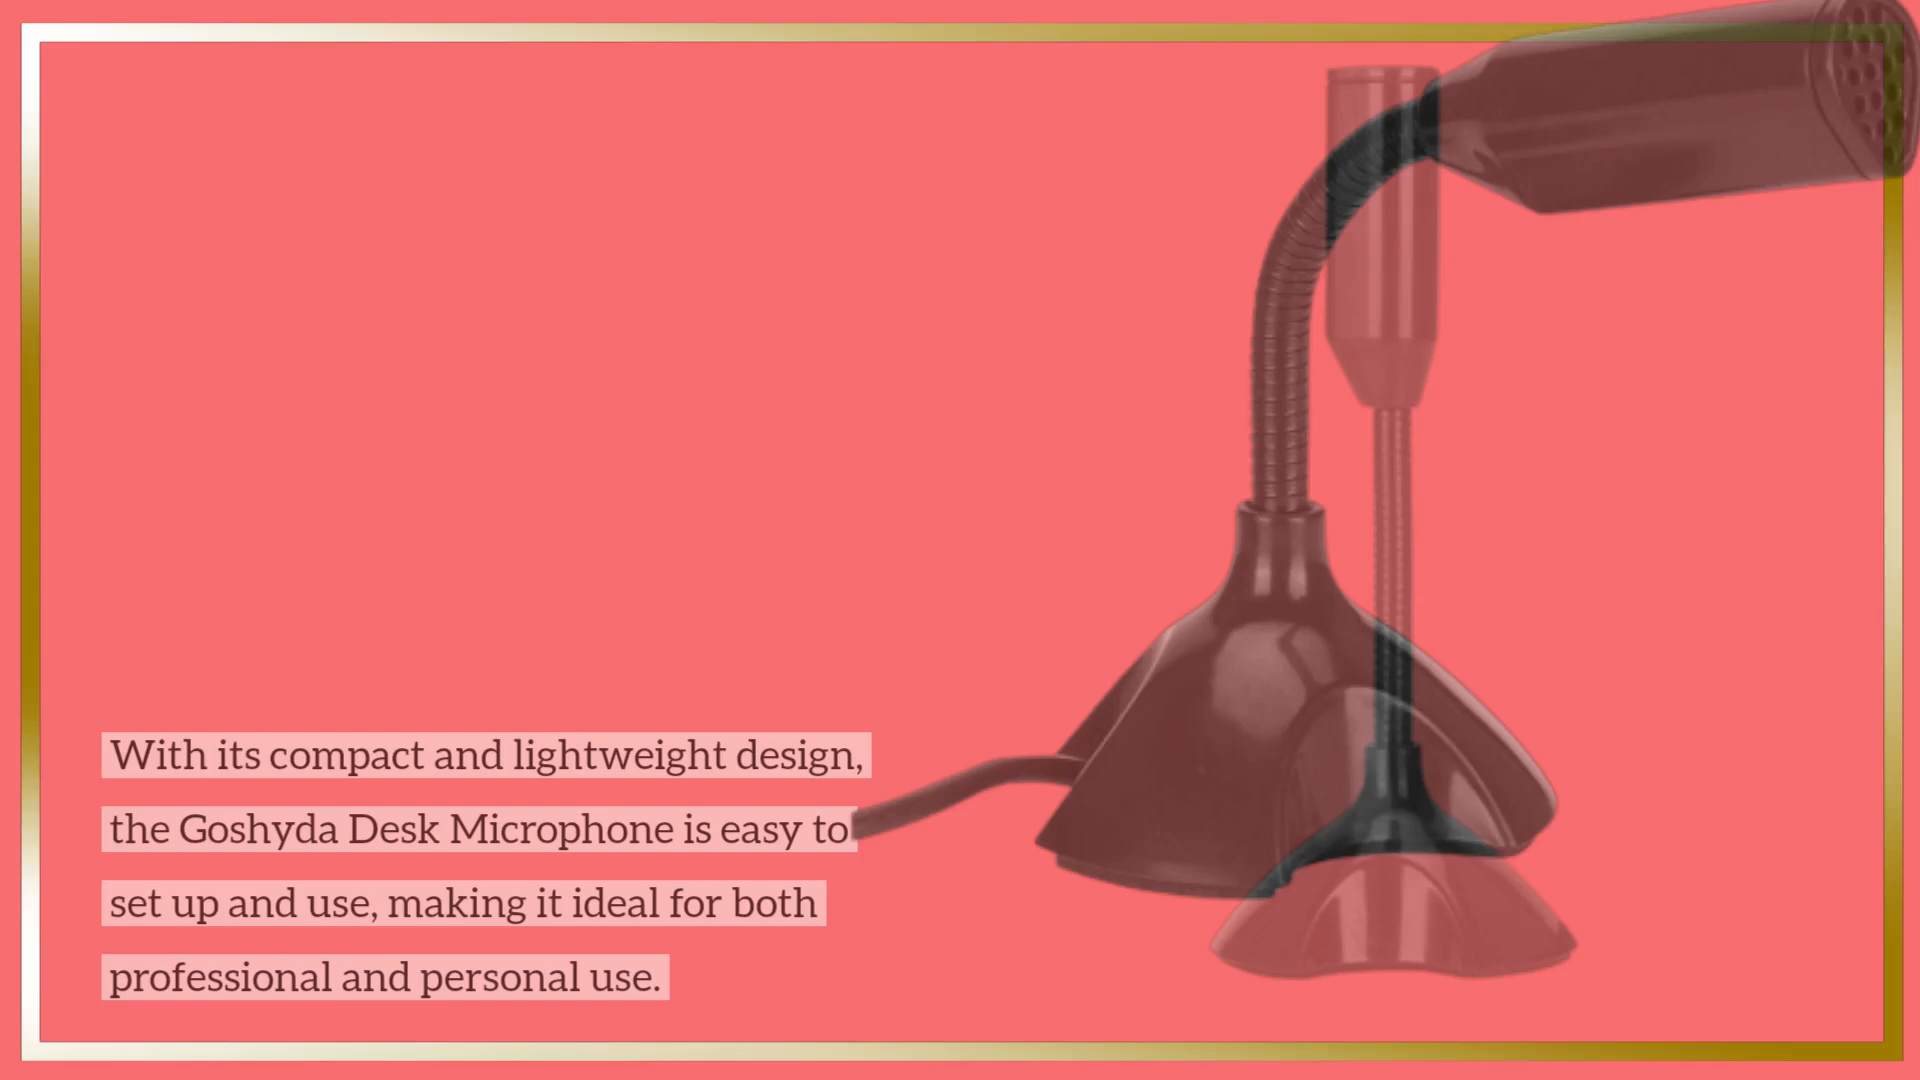 With its compact and lightweight design,
the Goshyda Desk Microphone is easy to
set up and use, making it ideal for both
professional and personal use.